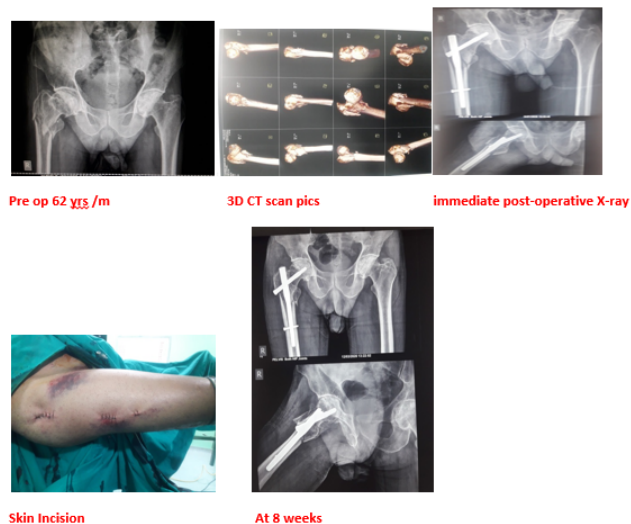 Pre op 62 yrs /m
3D CT scan pics
immediate post-operative X-ray
Skin Incision
At 8 weeks